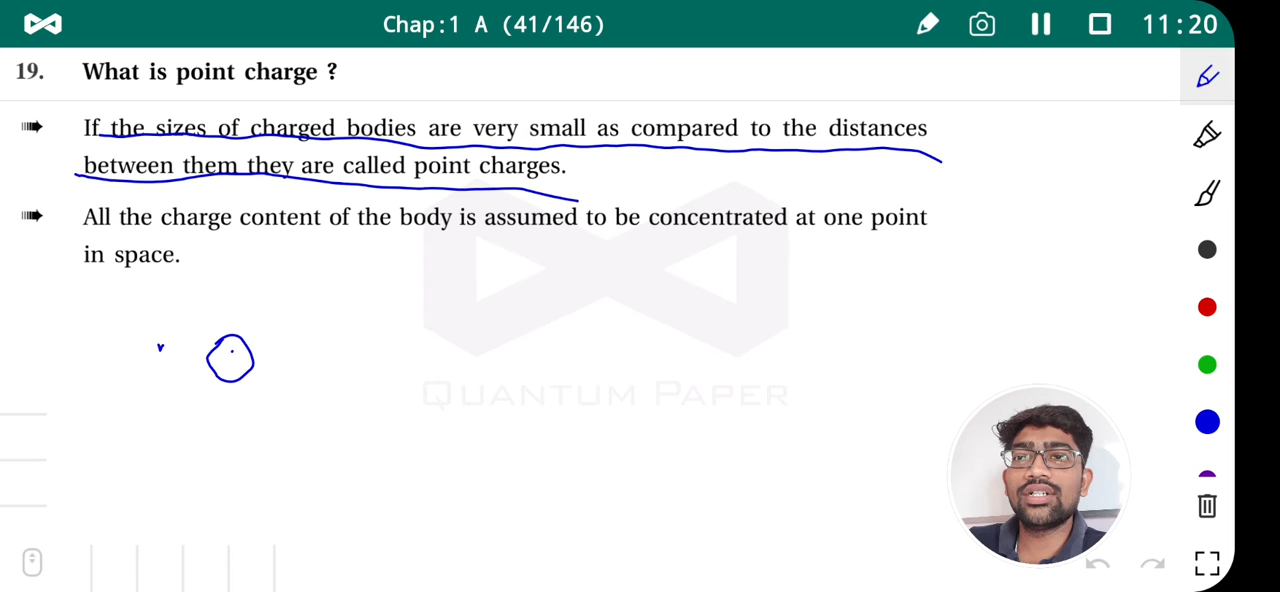 Chap:1 A (41/146)
11:20
19. What is point charge ?
If the sizes of charged bodies are very small as compared to the distances
between them they are called point charges.
All the charge content of the body is assumed to be concentrated at one point
in space.
QUANTUM PAPER